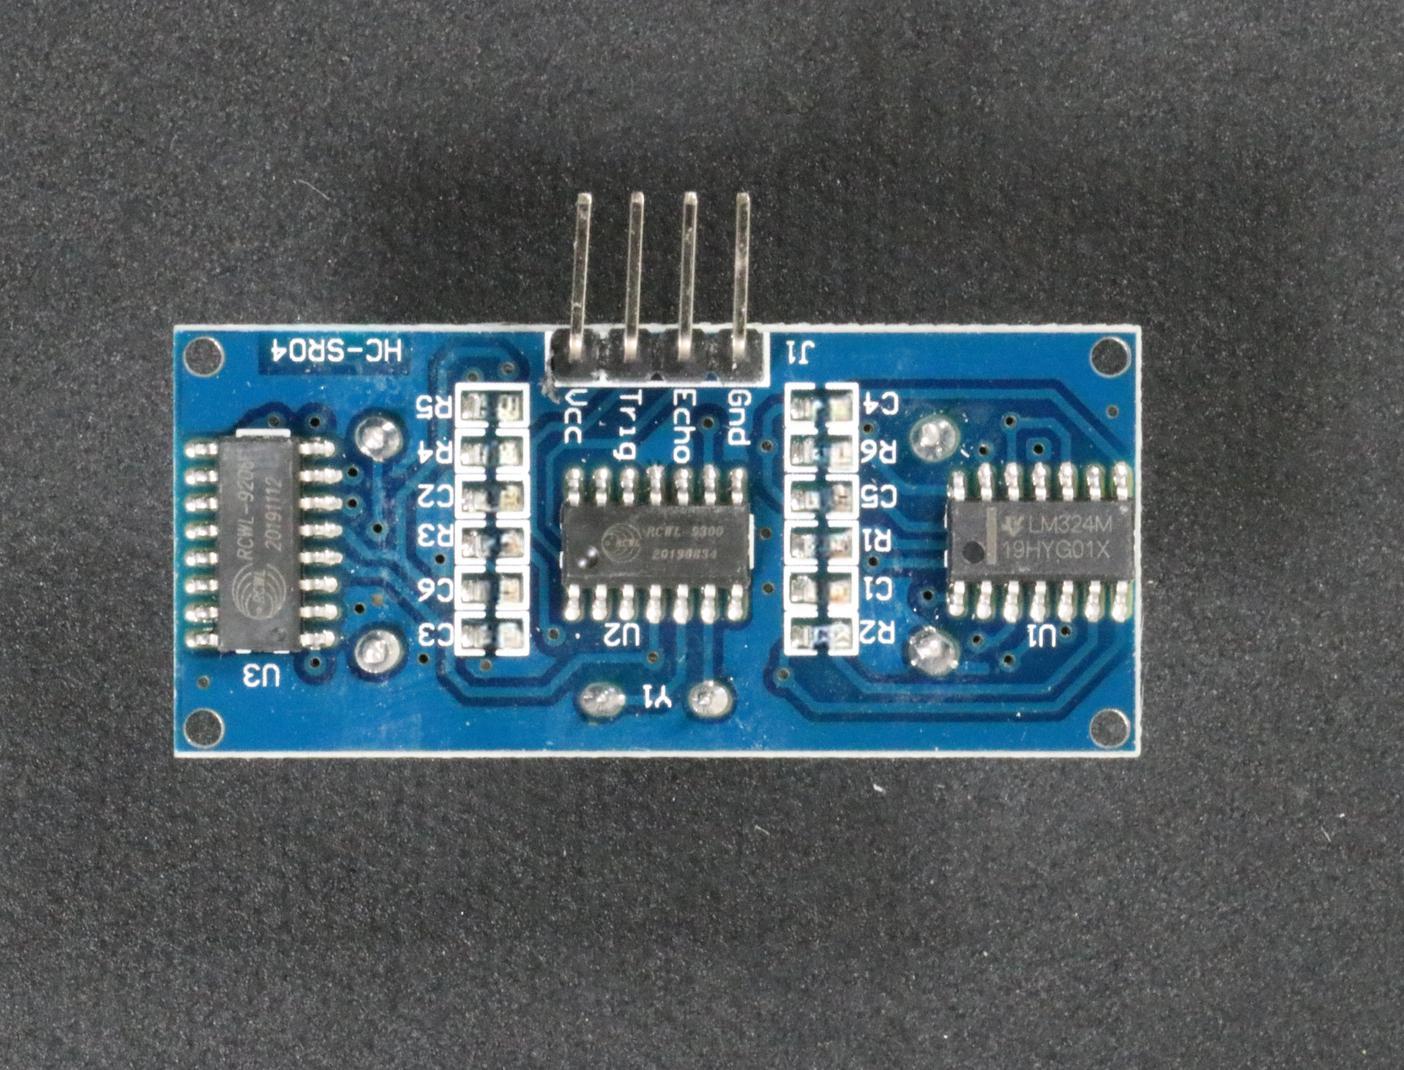 HC-SR04
J1
Vcc
Trig
Echo
Gnd
R5
R4
C2
R3
C6
C3
C4
R6
C5
R1
C1
R2
20191112
RCWL
U3
RCWL-9300
RCWL
U2
LM324M
19HYG01X
U1
Y1